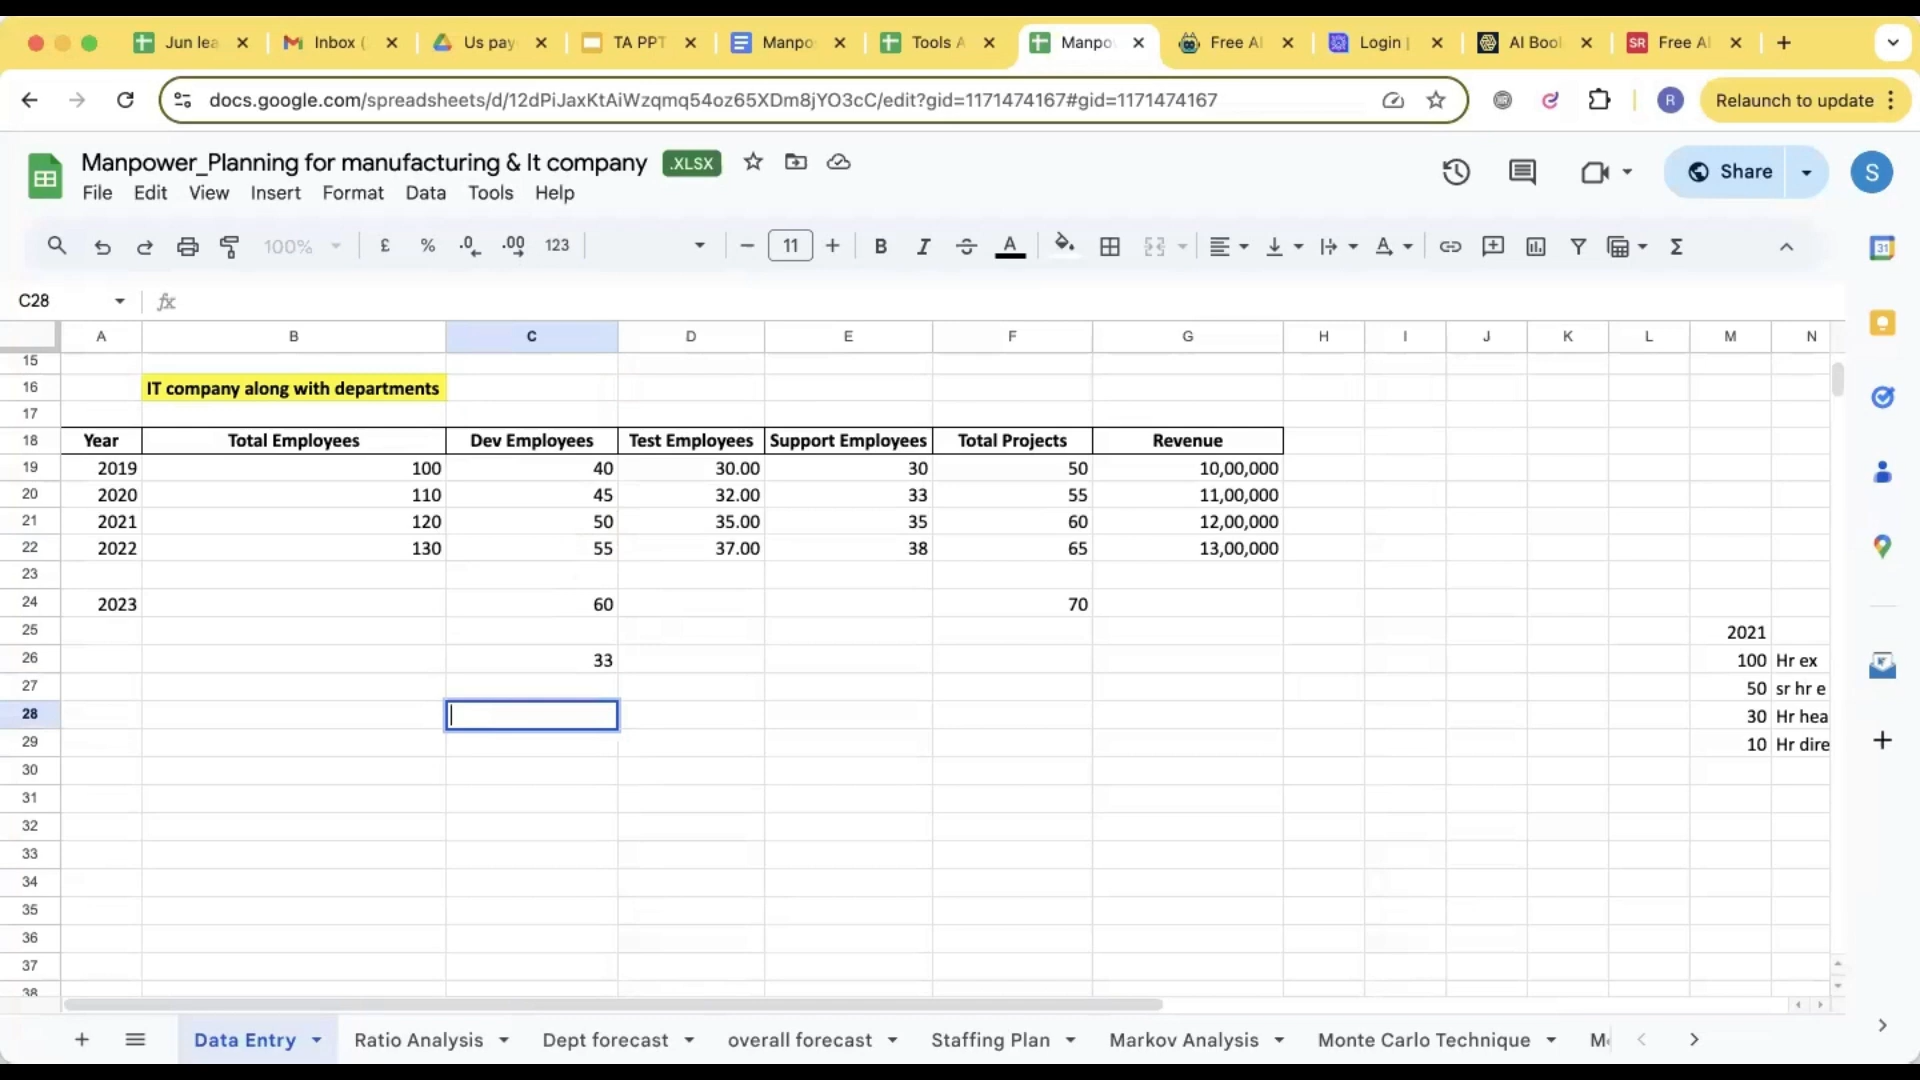 Jun lea
Inbox (
Us pay
TA PPT
Manpo
Tools A
Manpo
Free AI
Login |
AI Bool
SR
Free AI
docs.google.com/spreadsheets/d/12dPiJaxKtAiWzqmq54oz65XDm8jYO3cC/edit?gid=1171474167#gid=1171474167
R
Relaunch to update
Manpower_Planning for manufacturing & It company
.XLSX
Share
S
File Edit View Insert Format Data Tools Help
100% £ % .0 .00 123 11 B I A A Σ
31
C28 fx
A B C D E F G H I J K L M N
15
16 IT company along with departments
17
18 Year Total Employees Dev Employees Test Employees Support Employees Total Projects Revenue
19 2019 100 40 30.00 30 50 10,00,000
20 2020 110 45 32.00 33 55 11,00,000
21 2021 120 50 35.00 35 60 12,00,000
22 2022 130 55 37.00 38 65 13,00,000
23
24 2023 60 70
25 2021
26 33 100 Hr ex
27 50 sr hr e
28 30 Hr hea
29 10 Hr dire
30
31
32
33
34
35
36
37
38
Data Entry Ratio Analysis Dept forecast overall forecast Staffing Plan Markov Analysis Monte Carlo Technique